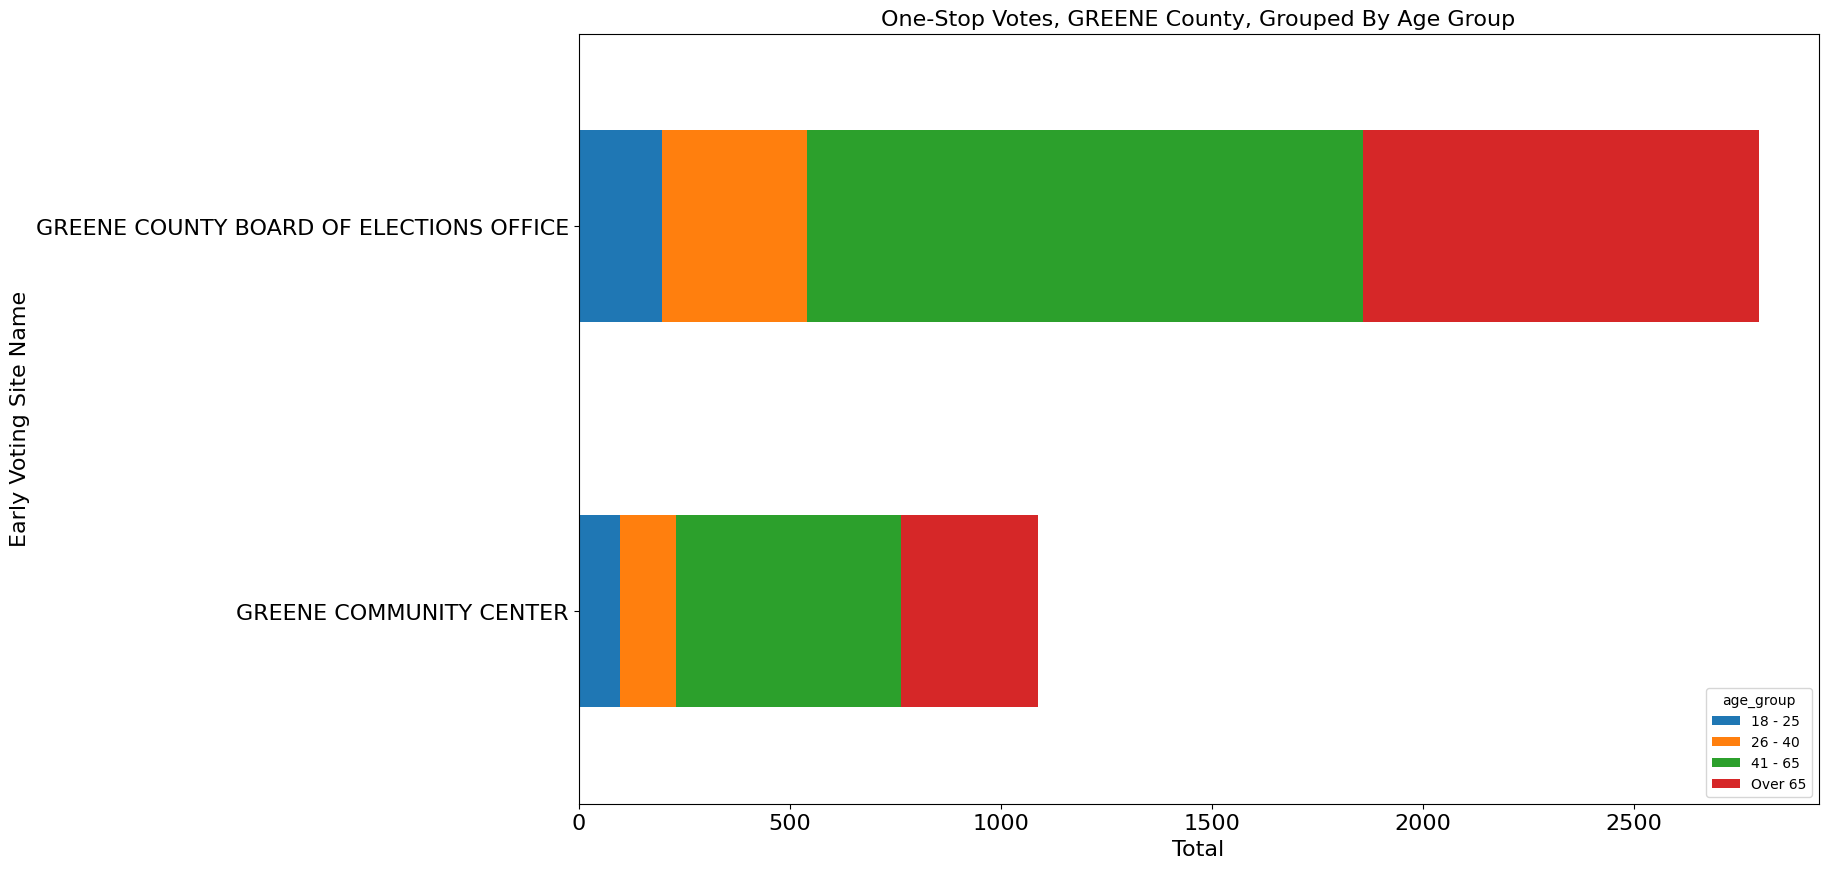 One-Stop Votes, GREENE County, Grouped By Age Group
Early Voting Site Name
GREENE COUNTY BOARD OF ELECTIONS OFFICE
GREENE COMMUNITY CENTER
age_group
18 - 25
26 - 40
41 - 65
Over 65
0 500 1000 1500 2000 2500
Total